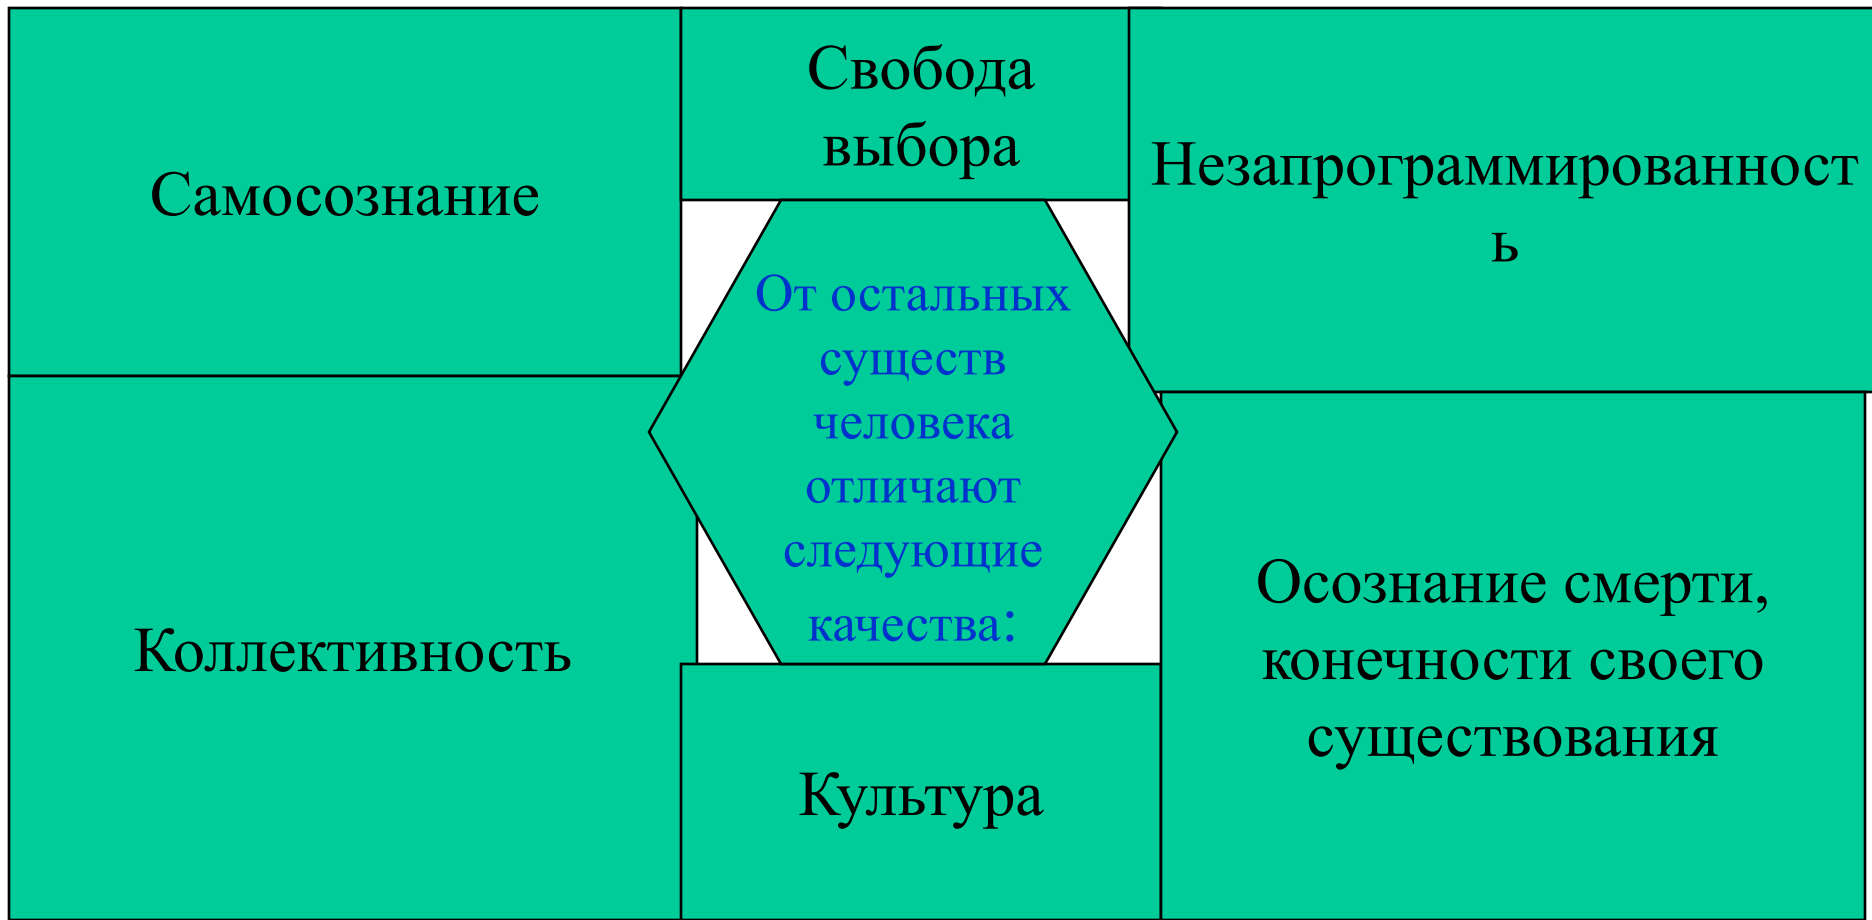 Самосознание
Свобода
выбора
Незапрограммированност
ь
От остальных
существ
человека
отличают
следующие
качества:
Коллективность
Осознание смерти,
конечности своего
существования
Культура